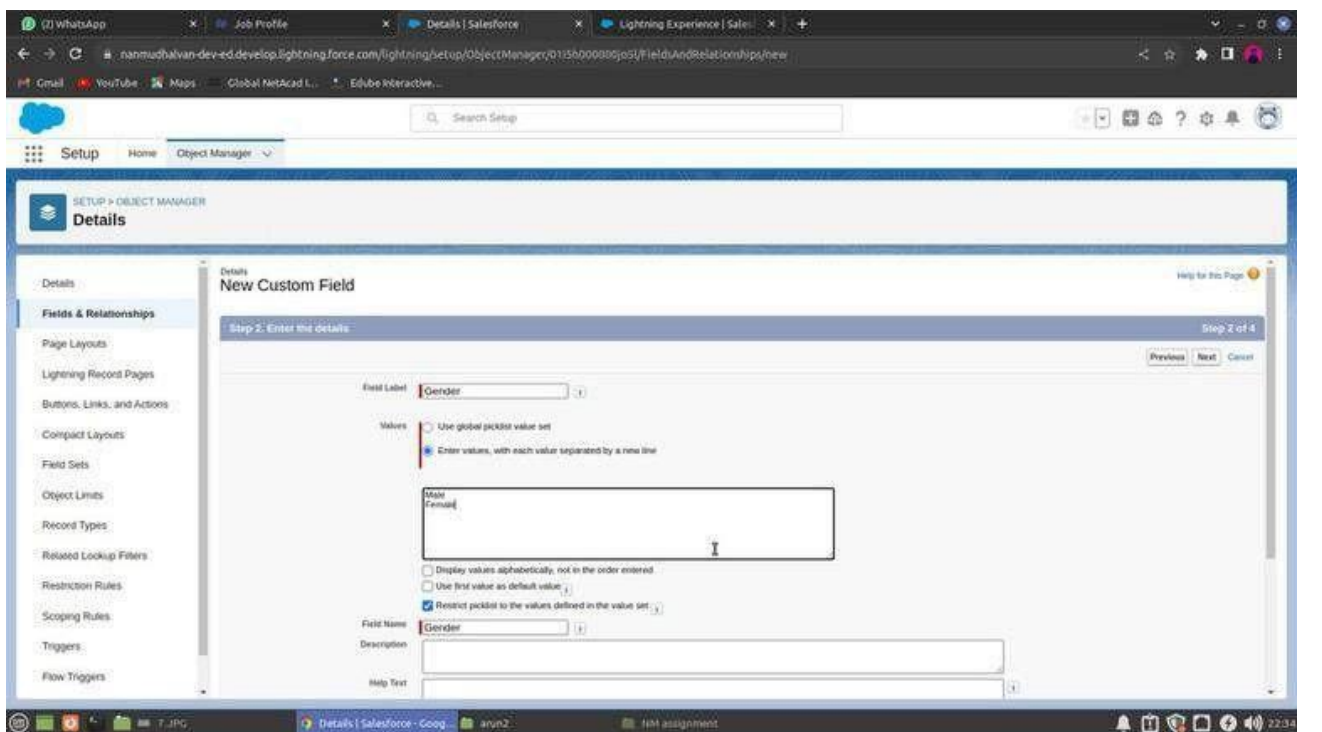 (2) WhatsApp
Job Profile
Details | Salesforce
Lightning Experience | Sales
nanmudhalvan-dev-ed.develop.lightning.force.com/lightning/setup/ObjectManager/
/FieldsAndRelationships/new
Gmail
YouTube
Maps
Global NetAcad I...
Edube Interactive...
Search Setup
Setup
Home
Object Manager
SETUP > OBJECT MANAGER
Details
Details
Fields & Relationships
Page Layouts
Lightning Record Pages
Buttons, Links, and Actions
Compact Layouts
Field Sets
Object Limits
Record Types
Related Lookup Filters
Restriction Rules
Scoping Rules
Triggers
Flow Triggers
Details
New Custom Field
Help for this Page
Step 2. Enter the details
Step 2 of 4
Previous
Next
Cancel
Field Label
Gender
i
Values
Use global picklist value set
Enter values, with each value separated by a new line
Male
Female
Display values alphabetically, not in the order entered
Use first value as default value
i
Restrict picklist to the values defined in the value set
i
Field Name
Gender
i
Description
Help Text
i
7.JPG
Details | Salesforce - Goog...
arun2
NM assignment
22:34